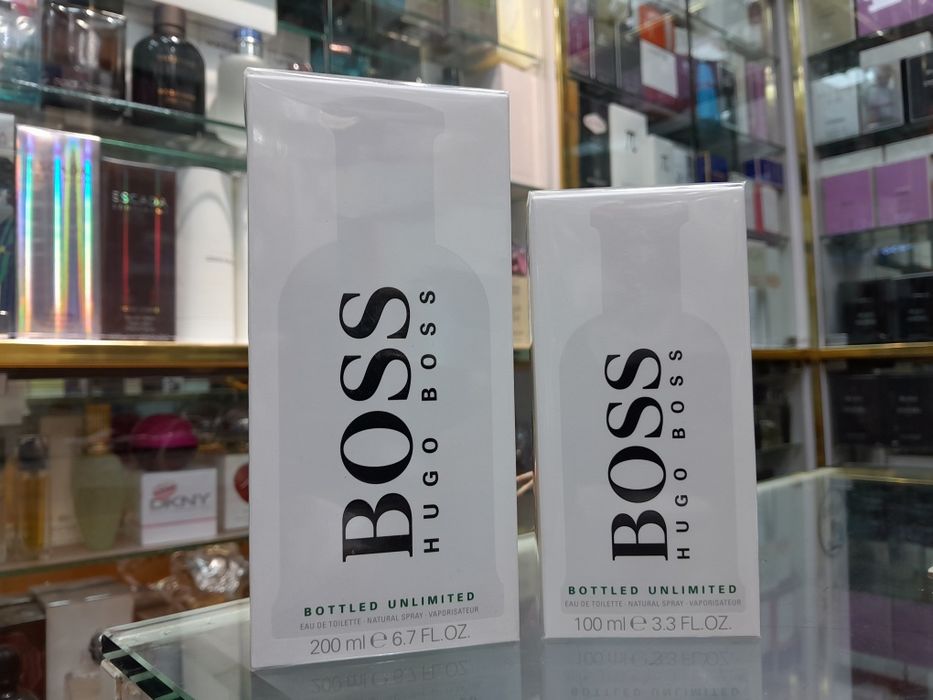 BOSS
HUGO BOSS
BOTTLED UNLIMITED
EAU DE TOILETTE · NATURAL SPRAY · VAPORISATEUR
200 ml ℮ 6.7 FL.OZ.
BOSS
HUGO BOSS
BOTTLED UNLIMITED
EAU DE TOILETTE · NATURAL SPRAY · VAPORISATEUR
100 ml ℮ 3.3 FL.OZ.
ESCADA
DKNY